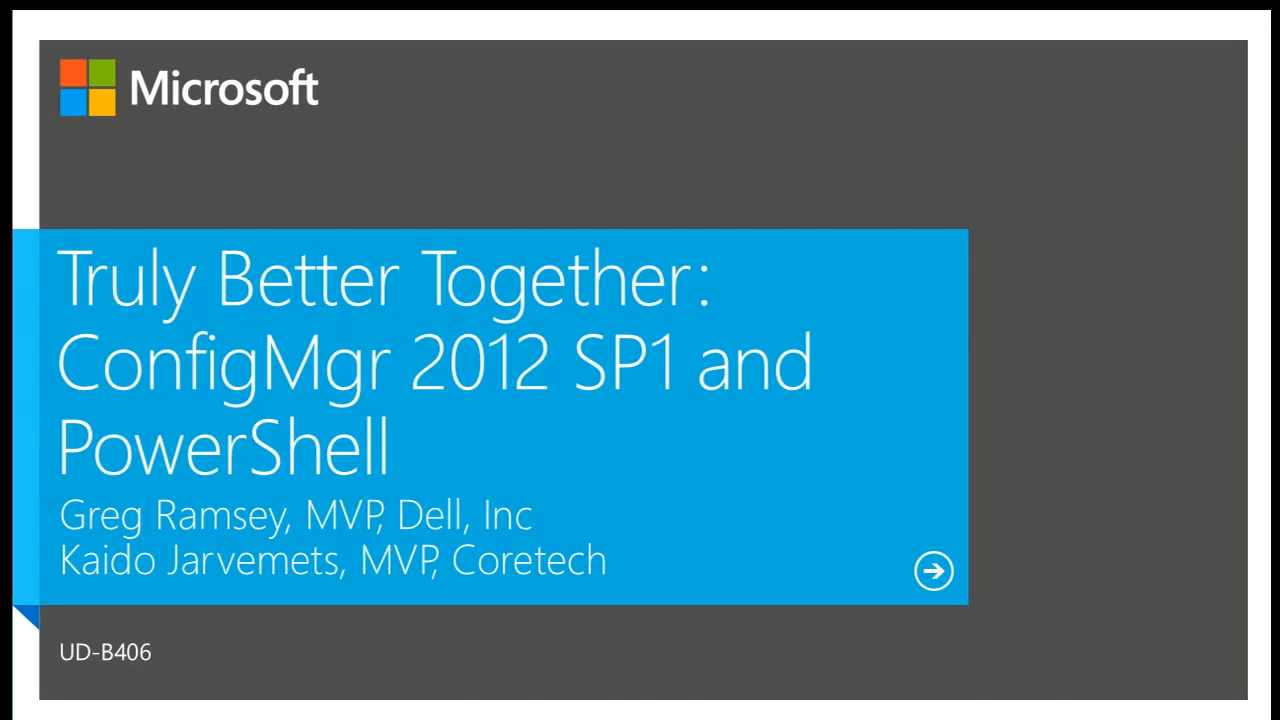 Microsoft
Truly Better Together:
ConfigMgr 2012 SP1 and
PowerShell
Greg Ramsey, MVP, Dell, Inc
Kaido Jarvemets, MVP, Coretech
UD-B406